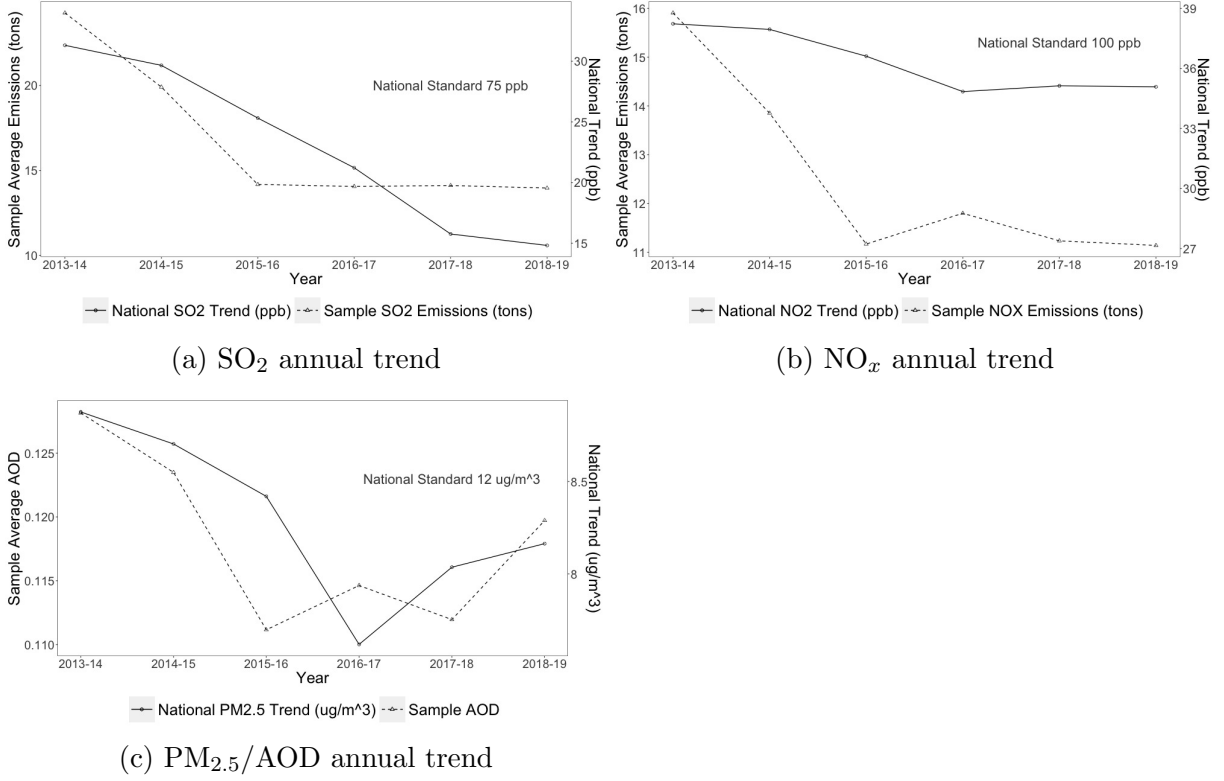 Sample Average Emissions (tons)
20
15
10
National Standard 75 ppb
30
25
20
15
National Trend (ppb)
2013-14 2014-15 2015-16 2016-17 2017-18 2018-19
Year
National SO2 Trend (ppb) Sample SO2 Emissions (tons)
(a) SO₂ annual trend
Sample Average Emissions (tons)
16
15
14
13
12
11
National Standard 100 ppb
39
36
33
30
27
National Trend (ppb)
2013-14 2014-15 2015-16 2016-17 2017-18 2018-19
Year
National NO2 Trend (ppb) Sample NOX Emissions (tons)
(b) NOₓ annual trend
Sample Average AOD
0.125
0.120
0.115
0.110
National Standard 12 ug/m^3
8.5
8
National Trend (ug/m^3)
2013-14 2014-15 2015-16 2016-17 2017-18 2018-19
Year
National PM2.5 Trend (ug/m^3) Sample AOD
(c) PM₂.₅/AOD annual trend